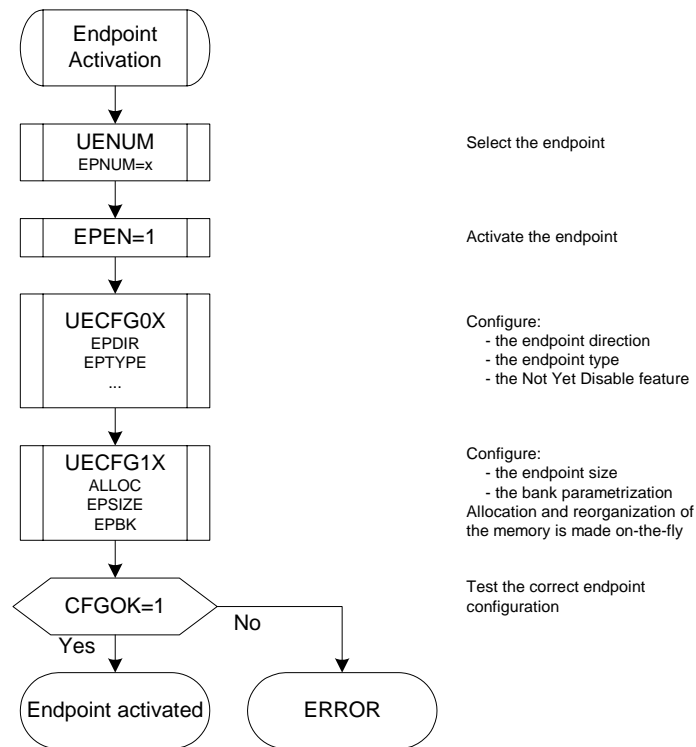 Endpoint
Activation
UENUM
EPNUM=x
Select the endpoint
EPEN=1
Activate the endpoint
UECFG0X
EPDIR
EPTYPE
...
Configure:
- the endpoint direction
- the endpoint type
- the Not Yet Disable feature
UECFG1X
ALLOC
EPSIZE
EPBK
Configure:
- the endpoint size
- the bank parametrization
Allocation and reorganization of
the memory is made on-the-fly
CFGOK=1
Test the correct endpoint
configuration
No
Yes
Endpoint activated
ERROR